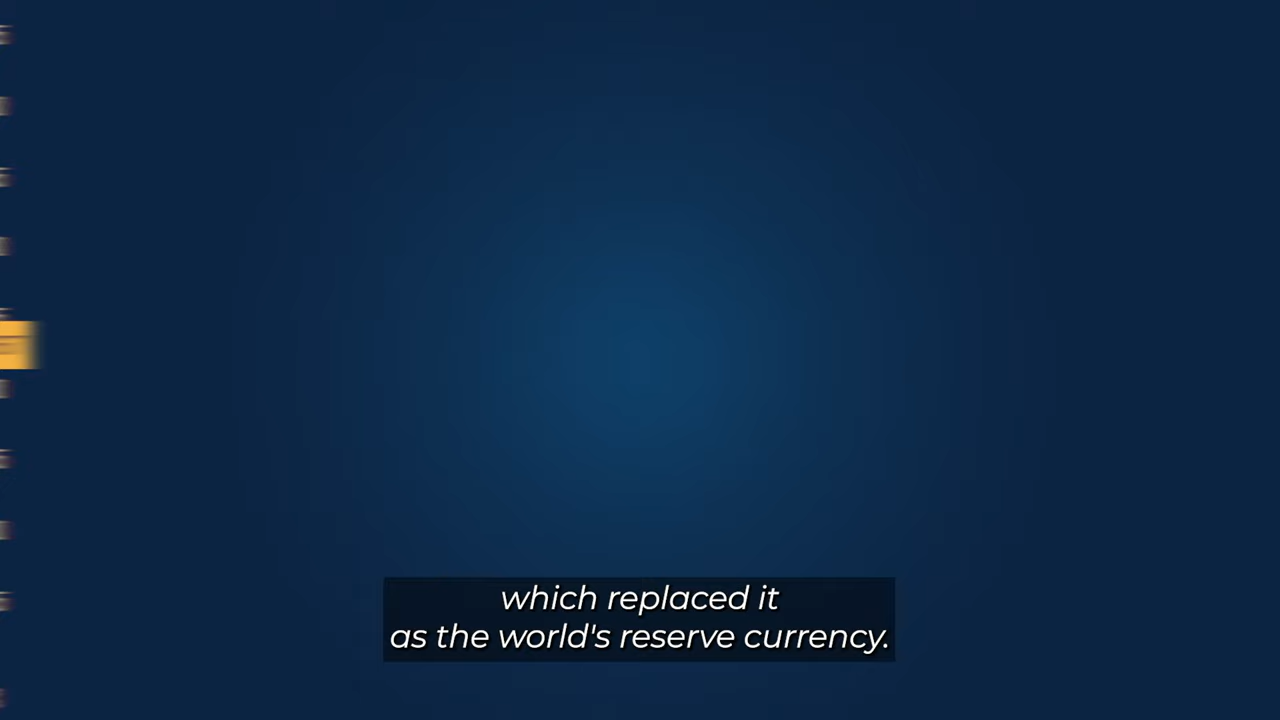 which replaced it
as the world's reserve currency.